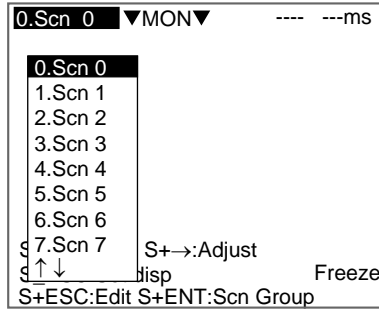 0.Scn 0 ▼MON▼ ---- ---ms
0.Scn 0
1.Scn 1
2.Scn 2
3.Scn 3
4.Scn 4
5.Scn 5
6.Scn 6
7.Scn 7
↑↓
S+→:Adjust
disp Freeze
S+ESC:Edit S+ENT:Scn Group